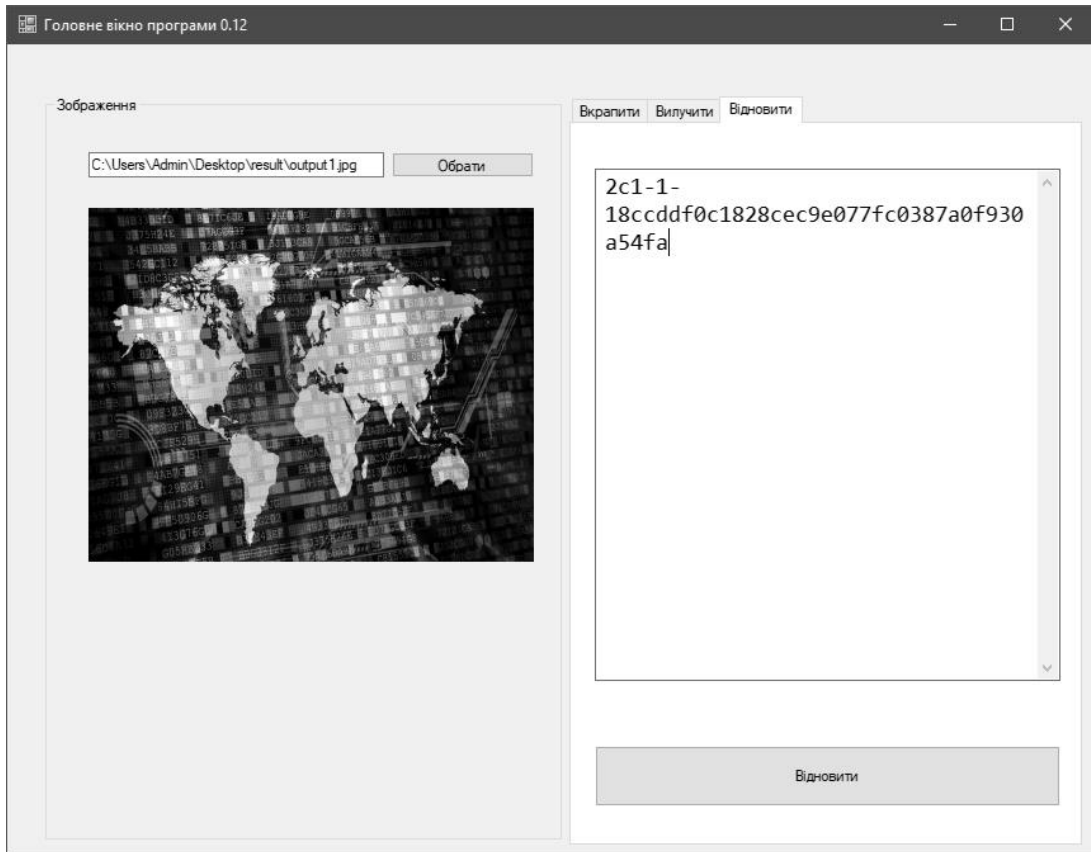 Головне вікно програми 0.12
Зображення
C:\Users\Admin\Desktop\result\output1.jpg
Обрати
Вкрапити
Вилучити
Відновити
2c1-1-
18ccddf0c1828cec9e077fc0387a0f930
a54fa
Відновити